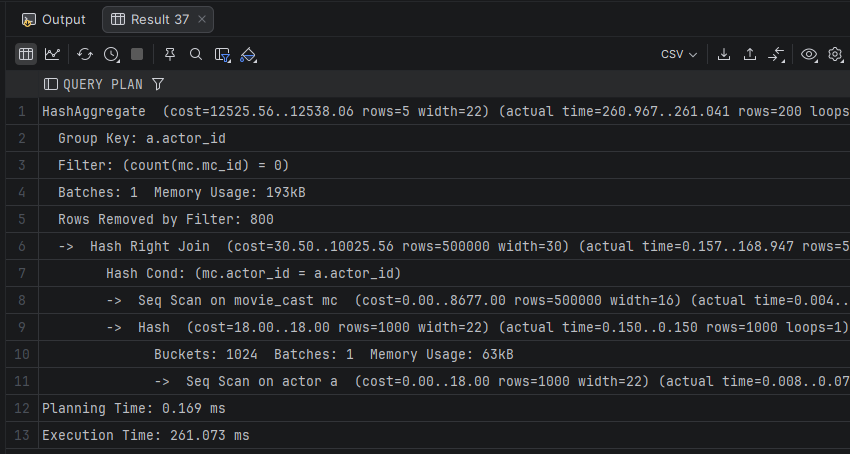 Output Result 37
CSV
QUERY PLAN
1 HashAggregate (cost=12525.56..12538.06 rows=5 width=22) (actual time=260.967..261.041 rows=200 loops
2 Group Key: a.actor_id
3 Filter: (count(mc.mc_id) = 0)
4 Batches: 1 Memory Usage: 193kB
5 Rows Removed by Filter: 800
6 -> Hash Right Join (cost=30.50..10025.56 rows=500000 width=30) (actual time=0.157..168.947 rows=5
7 Hash Cond: (mc.actor_id = a.actor_id)
8 -> Seq Scan on movie_cast mc (cost=0.00..8677.00 rows=500000 width=16) (actual time=0.004..
9 -> Hash (cost=18.00..18.00 rows=1000 width=22) (actual time=0.150..0.150 rows=1000 loops=1)
10 Buckets: 1024 Batches: 1 Memory Usage: 63kB
11 -> Seq Scan on actor a (cost=0.00..18.00 rows=1000 width=22) (actual time=0.008..0.07
12 Planning Time: 0.169 ms
13 Execution Time: 261.073 ms